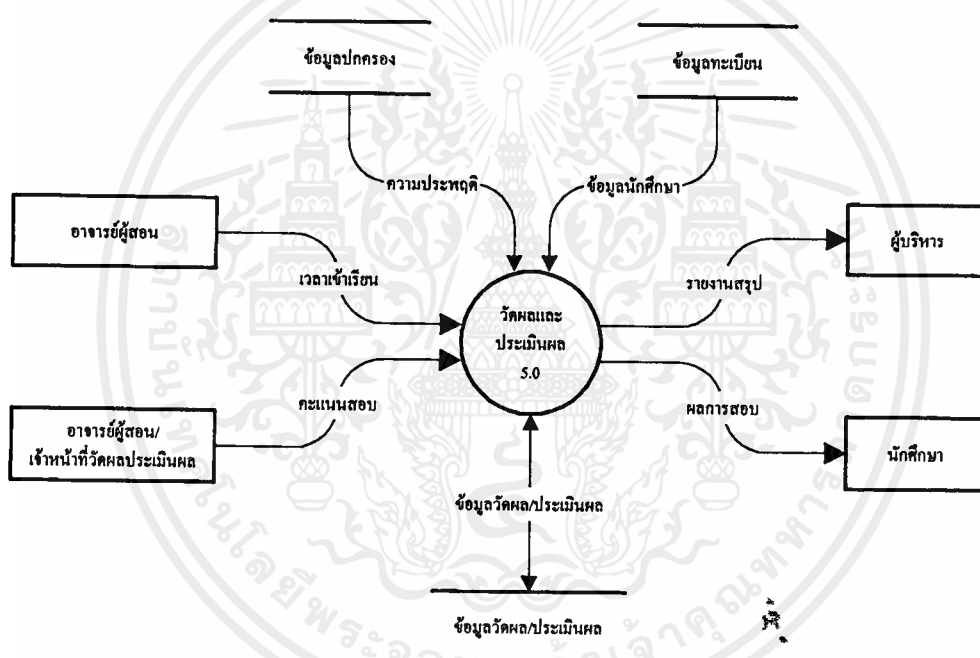 ข้อมูลปกครอง
ข้อมูลทะเบียน
ความประพฤติ
ข้อมูลนักศึกษา
อาจารย์ผู้สอน
ผู้บริหาร
เวลาเข้าเรียน
รายงานสรุป
วัดผลและ
ประเมินผล
5.0
คะแนนสอบ
ผลการสอบ
อาจารย์ผู้สอน/
เจ้าหน้าที่วัดผลประเมินผล
นักศึกษา
ข้อมูลวัดผล/ประเมินผล
ข้อมูลวัดผล/ประเมินผล